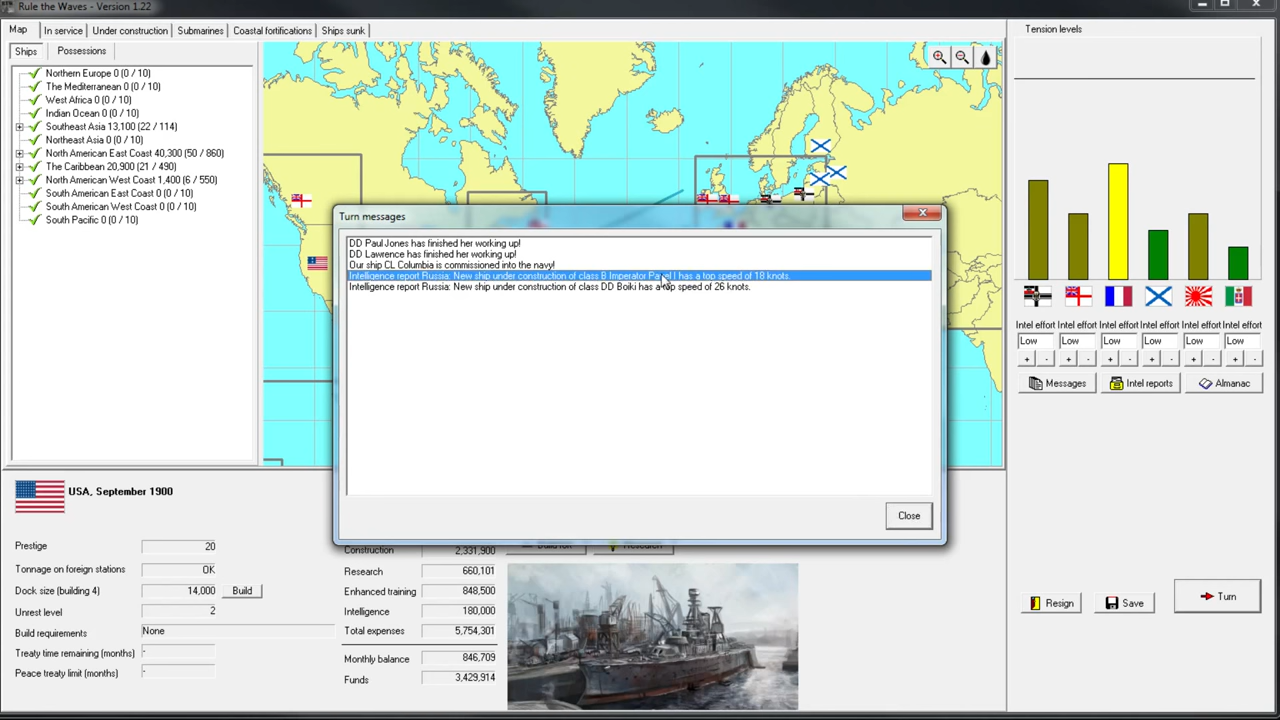 Rule the Waves - Version 1.22
Map
In service
Under construction
Submarines
Coastal fortifications
Ships sunk
Ships
Possessions
Northern Europe 0 (0 / 10)
The Mediterranean 0 (0 / 10)
West Africa 0 (0 / 10)
Indian Ocean 0 (0 / 10)
Southeast Asia 13,100 (22 / 114)
Northeast Asia 0 (0 / 10)
North American East Coast 40,300 (50 / 860)
The Caribbean 20,900 (21 / 490)
North American West Coast 1,400 (6 / 550)
South American East Coast 0 (0 / 10)
South American West Coast 0 (0 / 10)
South Pacific 0 (0 / 10)
Turn messages
DD Paul Jones has finished her working up!
DD Lawrence has finished her working up!
Our ship CL Columbia is commissioned into the navy!
Intelligence report Russia: New ship under construction of class B Imperator Pavel I has a top speed of 18 knots.
Intelligence report Russia: New ship under construction of class DD Boiki has a top speed of 26 knots.
Close
Tension levels
Intel effort Intel effort Intel effort Intel effort Intel effort Intel effort
Low Low Low Low Low Low
+ - + - + - + - + - + -
Messages
Intel reports
Almanac
USA, September 1900
Prestige 20
Tonnage on foreign stations OK
Dock size (building 4) 14,000 Build
Unrest level 2
Build requirements None
Treaty time remaining (months) -
Peace treaty limit (months) -
Construction 2,331,900
Research 660,101
Enhanced training 848,500
Intelligence 180,000
Total expenses 5,754,301
Monthly balance 846,709
Funds 3,429,914
Resign
Save
Turn